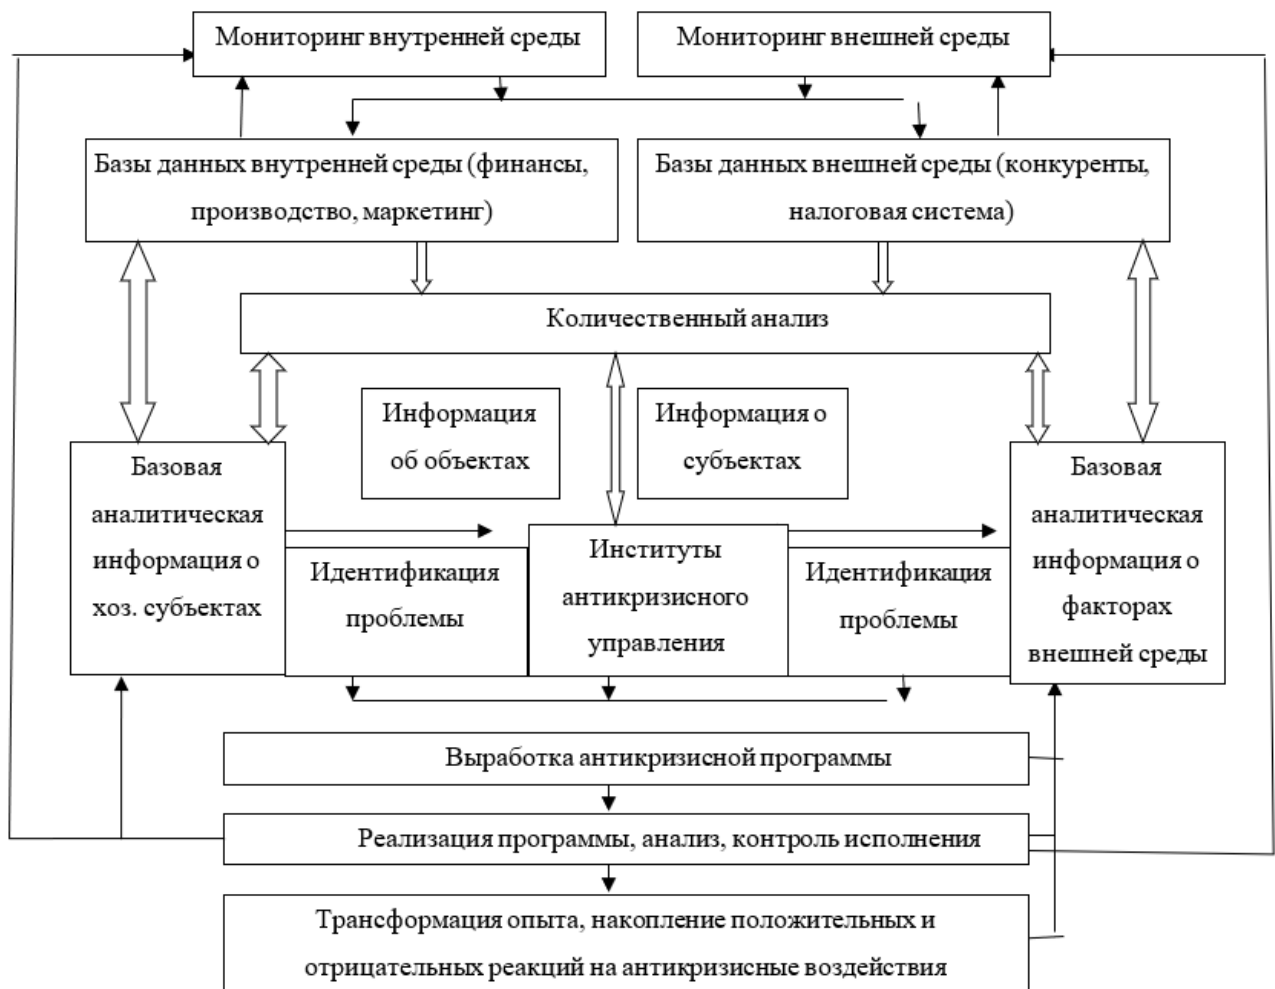 Мониторинг внутренней среды
Мониторинг внешней среды
Базы данных внутренней среды (финансы,
производство, маркетинг)
Базы данных внешней среды (конкуренты,
налоговая система)
Количественный анализ
Информация
об объектах
Информация о
субъектах
Базовая
аналитическая
информация о
хоз. субъектах
Идентификация
проблемы
Институты
антикризисного
управления
Идентификация
проблемы
Базовая
аналитическая
информация о
факторах
внешней среды
Выработка антикризисной программы
Реализация программы, анализ, контроль исполнения
Трансформация опыта, накопление положительных и
отрицательных реакций на антикризисные воздействия